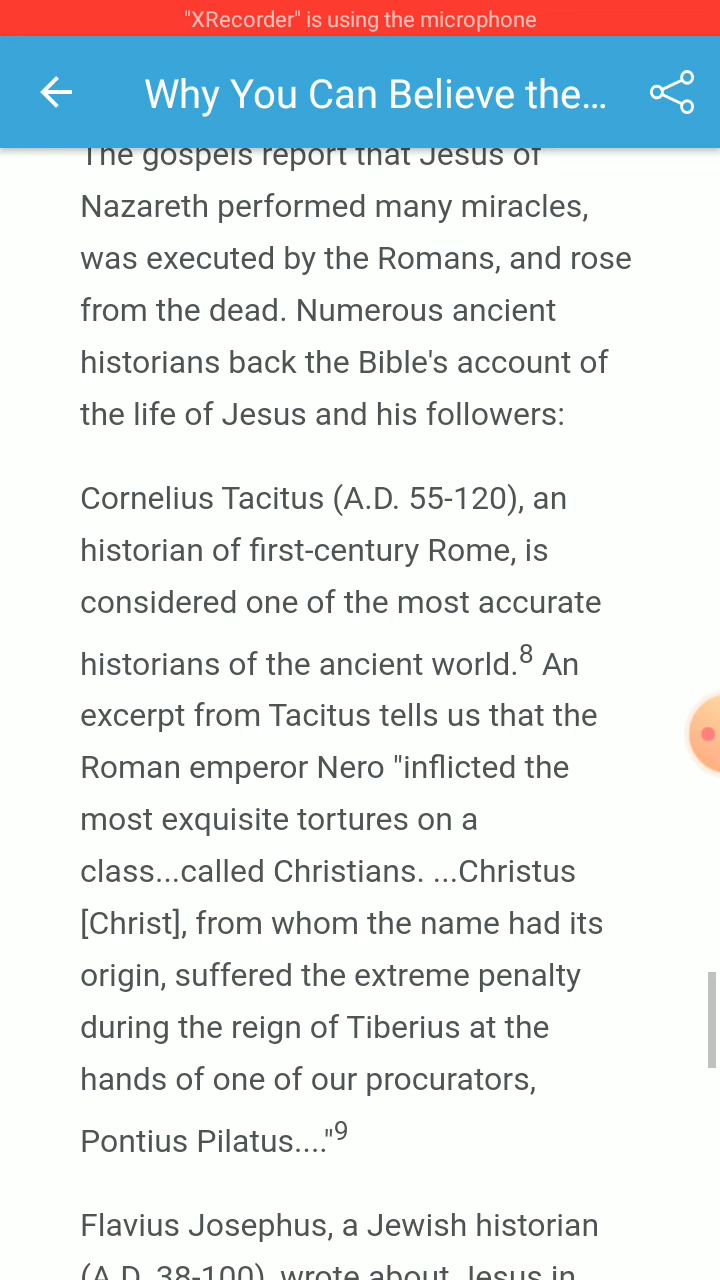 "XRecorder" is using the microphone
Why You Can Believe the...
The gospels report that Jesus of
Nazareth performed many miracles,
was executed by the Romans, and rose
from the dead. Numerous ancient
historians back the Bible's account of
the life of Jesus and his followers:
Cornelius Tacitus (A.D. 55-120), an
historian of first-century Rome, is
considered one of the most accurate
historians of the ancient world.⁸ An
excerpt from Tacitus tells us that the
Roman emperor Nero "inflicted the
most exquisite tortures on a
class...called Christians. ...Christus
[Christ], from whom the name had its
origin, suffered the extreme penalty
during the reign of Tiberius at the
hands of one of our procurators,
Pontius Pilatus...."⁹
Flavius Josephus, a Jewish historian
(A.D. 38-100), wrote about Jesus in